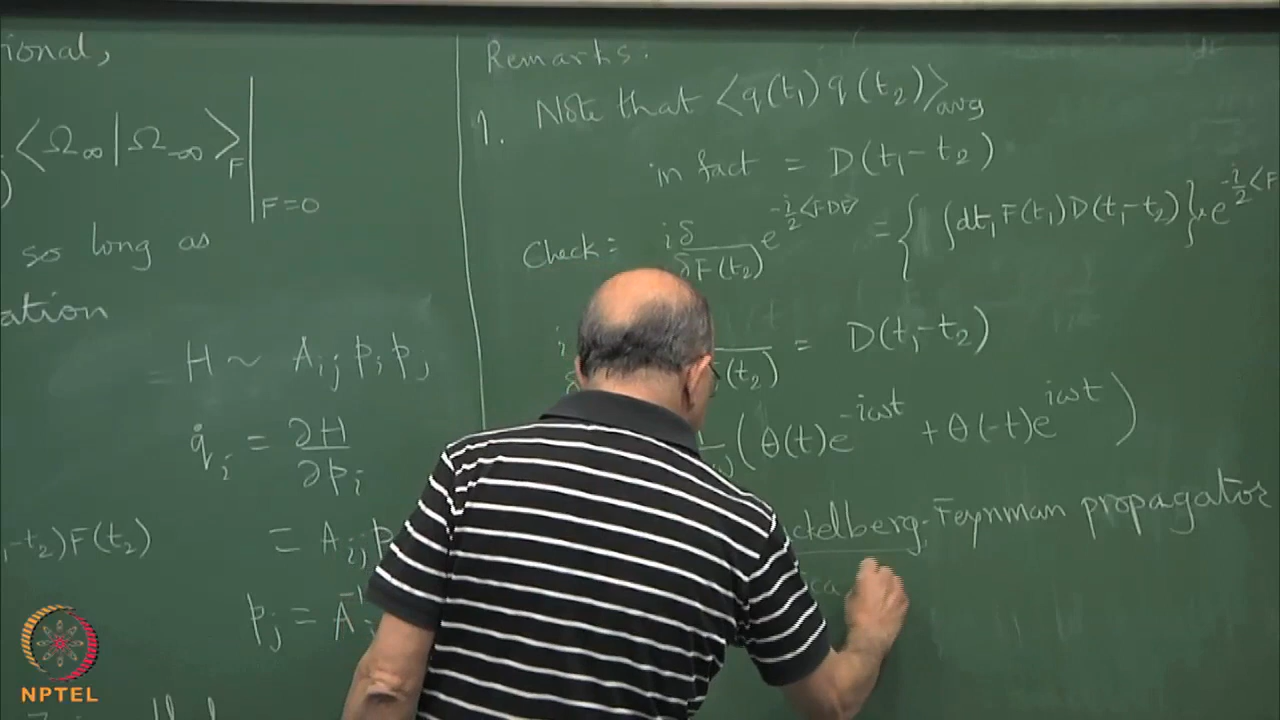 ional,
⟨Ω∞ | Ω-∞⟩F |F=0
so long as
ation
H ~ Aij pi pj
q̇i = ∂H/∂pi
-t2)F(t2) = Aij p
pj = A⁻¹
Remarks:
1. Note that ⟨q(t1) q(t2)⟩avg
in fact = D(t1-t2)
Check: iδ/δF(t2) e^{-i/2 ⟨FDF⟩} = { ∫dt1 F(t1) D(t1-t2) } × e^{-i/2 ⟨F
i (t2) = D(t1-t2)
(θ(t)e^{-iωt} + θ(-t)e^{iωt})
ckelberg-Feynman propagator
NPTEL